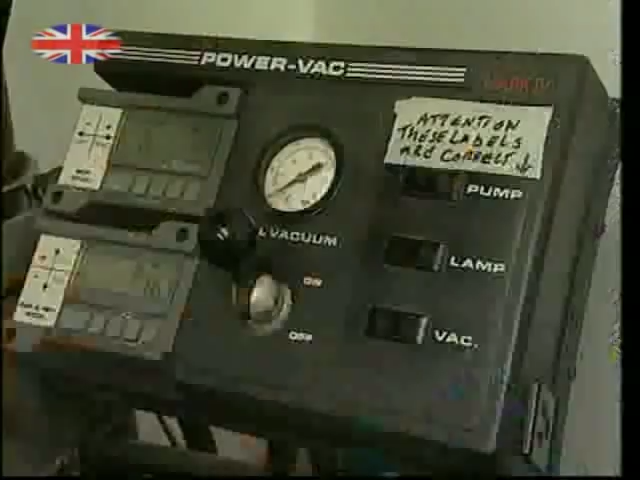 POWER-VAC
ATTENTION
THESE LABELS
ARE CORRECT ↓
PUMP
VACUUM
LAMP
ON
VAC.
OFF